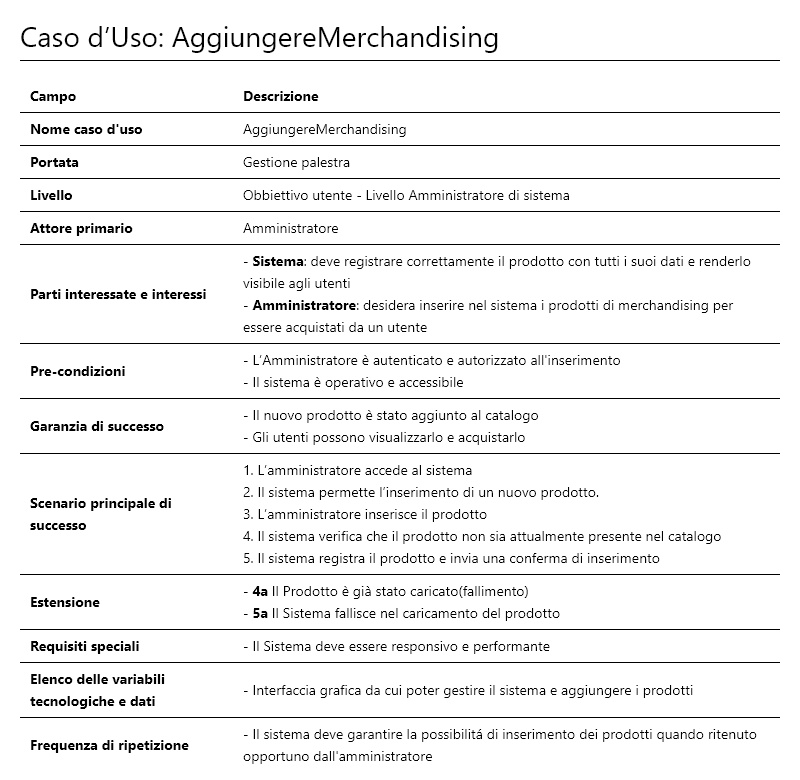 Caso d’Uso: AggiungereMerchandising
Campo Descrizione
Nome caso d'uso AggiungereMerchandising
Portata Gestione palestra
Livello Obbiettivo utente - Livello Amministratore di sistema
Attore primario Amministratore
Parti interessate e interessi
- Sistema: deve registrare correttamente il prodotto con tutti i suoi dati e renderlo
visibile agli utenti
- Amministratore: desidera inserire nel sistema i prodotti di merchandising per
essere acquistati da un utente
Pre-condizioni
- L’Amministratore è autenticato e autorizzato all'inserimento
- Il sistema è operativo e accessibile
Garanzia di successo
- Il nuovo prodotto è stato aggiunto al catalogo
- Gli utenti possono visualizzarlo e acquistarlo
Scenario principale di
successo
1. L’amministratore accede al sistema
2. Il sistema permette l’inserimento di un nuovo prodotto.
3. L’amministratore inserisce il prodotto
4. Il sistema verifica che il prodotto non sia attualmente presente nel catalogo
5. Il sistema registra il prodotto e invia una conferma di inserimento
Estensione
- 4a Il Prodotto è già stato caricato(fallimento)
- 5a Il Sistema fallisce nel caricamento del prodotto
Requisiti speciali - Il Sistema deve essere responsivo e performante
Elenco delle variabili
tecnologiche e dati
- Interfaccia grafica da cui poter gestire il sistema e aggiungere i prodotti
Frequenza di ripetizione
- Il sistema deve garantire la possibilitá di inserimento dei prodotti quando ritenuto
opportuno dall'amministratore